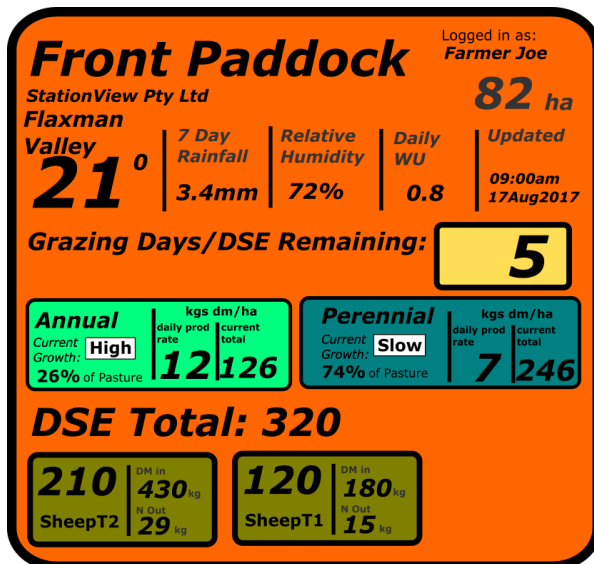 Logged in as:
Farmer Joe
Front Paddock
StationView Pty Ltd
82 ha
Flaxman
Valley
21⁰
7 Day
Rainfall
3.4mm
Relative
Humidity
72%
Daily
WU
0.8
Updated
09:00am
17Aug2017
Grazing Days/DSE Remaining:
5
Annual
Current
Growth:
High
26% of Pasture
kgs dm/ha
daily prod
rate
12
current
total
126
Perennial
Current
Growth:
Slow
74% of Pasture
kgs dm/ha
daily prod
rate
7
current
total
246
DSE Total: 320
210
SheepT2
DM in
430 kg
N Out
29 kg
120
SheepT1
DM in
180 kg
N Out
15 kg